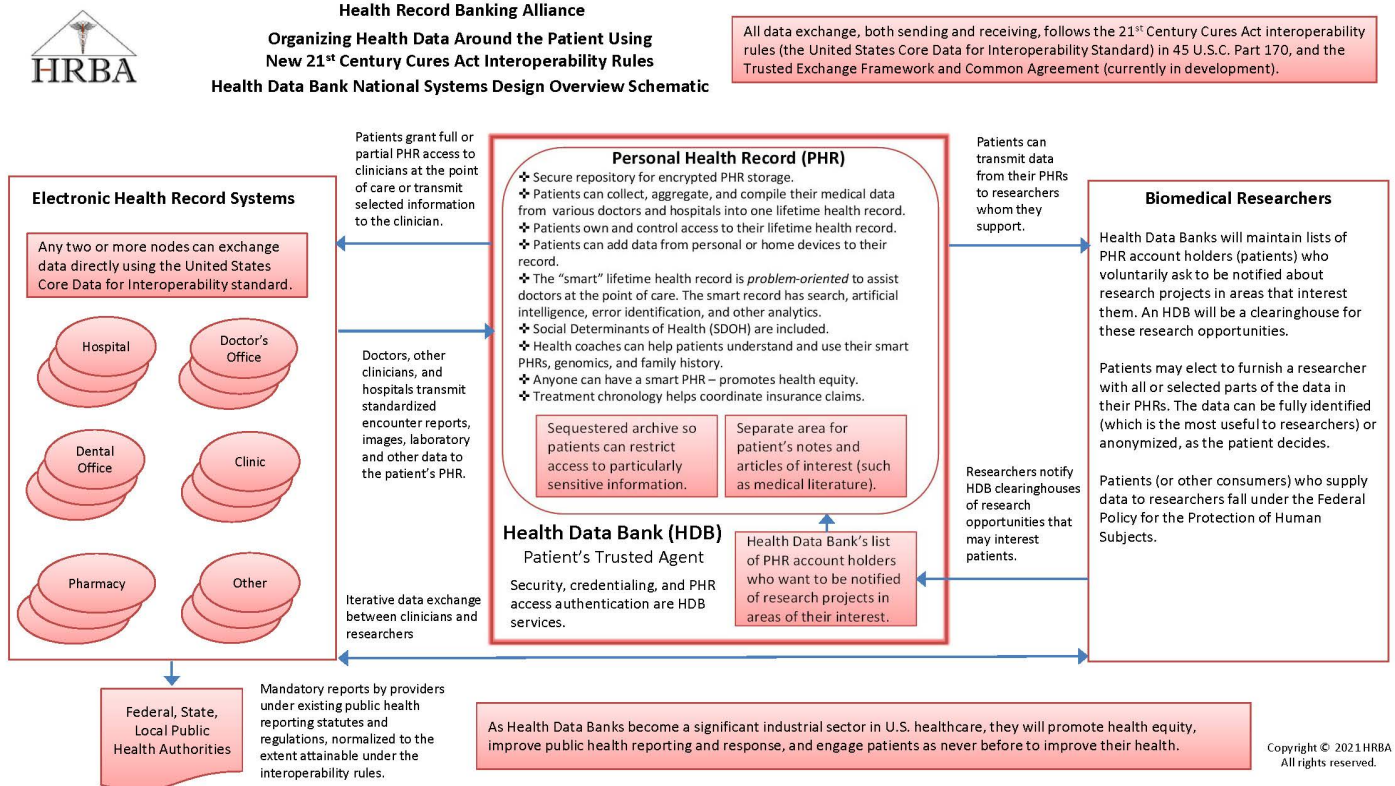 HRBA
Health Record Banking Alliance
Organizing Health Data Around the Patient Using
New 21st Century Cures Act Interoperability Rules
Health Data Bank National Systems Design Overview Schematic
All data exchange, both sending and receiving, follows the 21st Century Cures Act interoperability
rules (the United States Core Data for Interoperability Standard) in 45 U.S.C. Part 170, and the
Trusted Exchange Framework and Common Agreement (currently in development).
Electronic Health Record Systems
Any two or more nodes can exchange
data directly using the United States
Core Data for Interoperability standard.
Hospital
Doctor's
Office
Dental
Office
Clinic
Pharmacy
Other
Patients grant full or
partial PHR access to
clinicians at the point
of care or transmit
selected information
to the clinician.
Doctors, other
clinicians, and
hospitals transmit
standardized
encounter reports,
images, laboratory
and other data to
the patient's PHR.
Iterative data exchange
between clinicians and
researchers
Personal Health Record (PHR)
❖ Secure repository for encrypted PHR storage.
❖ Patients can collect, aggregate, and compile their medical data
from various doctors and hospitals into one lifetime health record.
❖ Patients own and control access to their lifetime health record.
❖ Patients can add data from personal or home devices to their
record.
❖ The “smart” lifetime health record is problem-oriented to assist
doctors at the point of care. The smart record has search, artificial
intelligence, error identification, and other analytics.
❖ Social Determinants of Health (SDOH) are included.
❖ Health coaches can help patients understand and use their smart
PHRs, genomics, and family history.
❖ Anyone can have a smart PHR – promotes health equity.
❖ Treatment chronology helps coordinate insurance claims.
Sequestered archive so
patients can restrict
access to particularly
sensitive information.
Separate area for
patient's notes and
articles of interest (such
as medical literature).
Health Data Bank (HDB)
Patient's Trusted Agent
Security, credentialing, and PHR
access authentication are HDB
services.
Health Data Bank's list
of PHR account holders
who want to be notified
of research projects in
areas of their interest.
Patients can
transmit data
from their PHRs
to researchers
whom they
support.
Researchers notify
HDB clearinghouses
of research
opportunities that
may interest
patients.
Biomedical Researchers
Health Data Banks will maintain lists of
PHR account holders (patients) who
voluntarily ask to be notified about
research projects in areas that interest
them. An HDB will be a clearinghouse for
these research opportunities.
Patients may elect to furnish a researcher
with all or selected parts of the data in
their PHRs. The data can be fully identified
(which is the most useful to researchers) or
anonymized, as the patient decides.
Patients (or other consumers) who supply
data to researchers fall under the Federal
Policy for the Protection of Human
Subjects.
Federal, State,
Local Public
Health Authorities
Mandatory reports by providers
under existing public health
reporting statutes and
regulations, normalized to the
extent attainable under the
interoperability rules.
As Health Data Banks become a significant industrial sector in U.S. healthcare, they will promote health equity,
improve public health reporting and response, and engage patients as never before to improve their health.
Copyright © 2021 HRBA
All rights reserved.